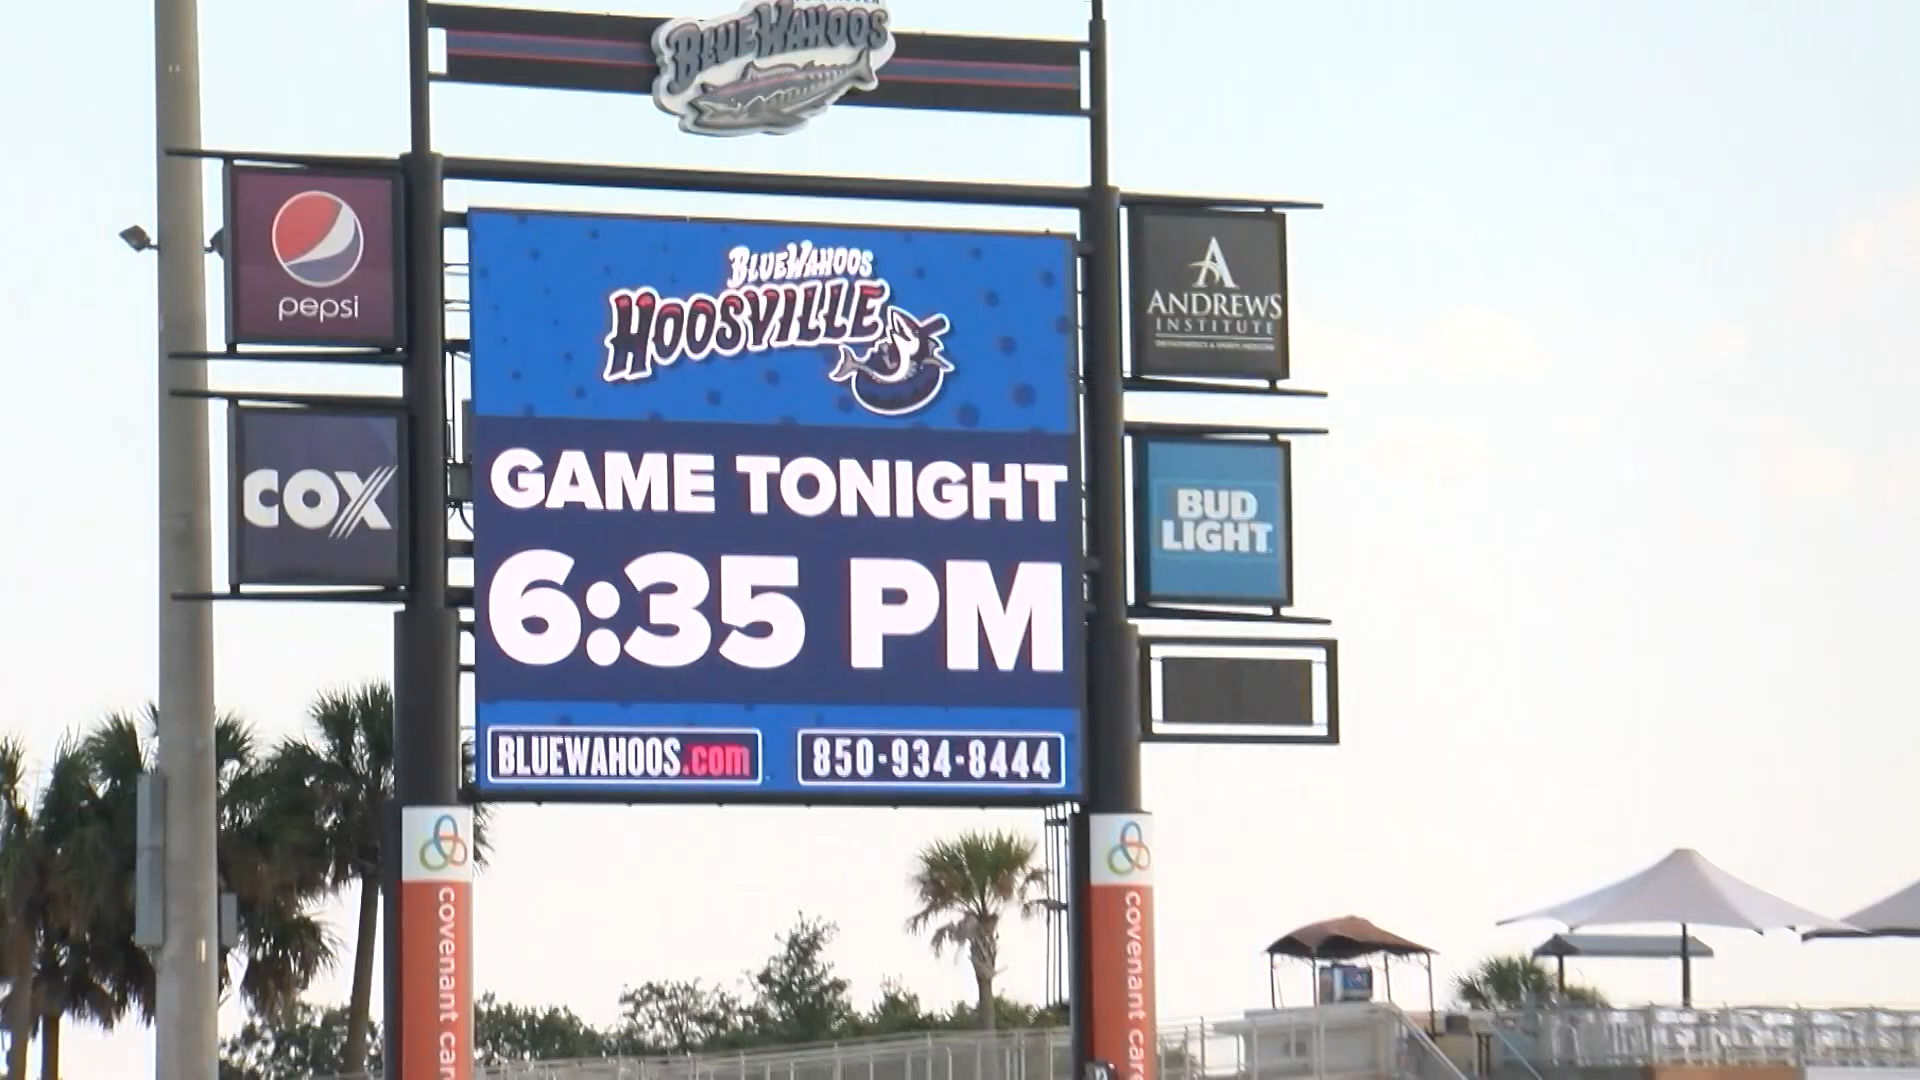 BLUEWAHOOS
pepsi
COX
BLUEWAHOOS
HOOSVILLE
GAME TONIGHT
6:35 PM
BLUEWAHOOS.com
850-934-8444
ANDREWS
INSTITUTE
BUD
LIGHT
covenant car
covenant car